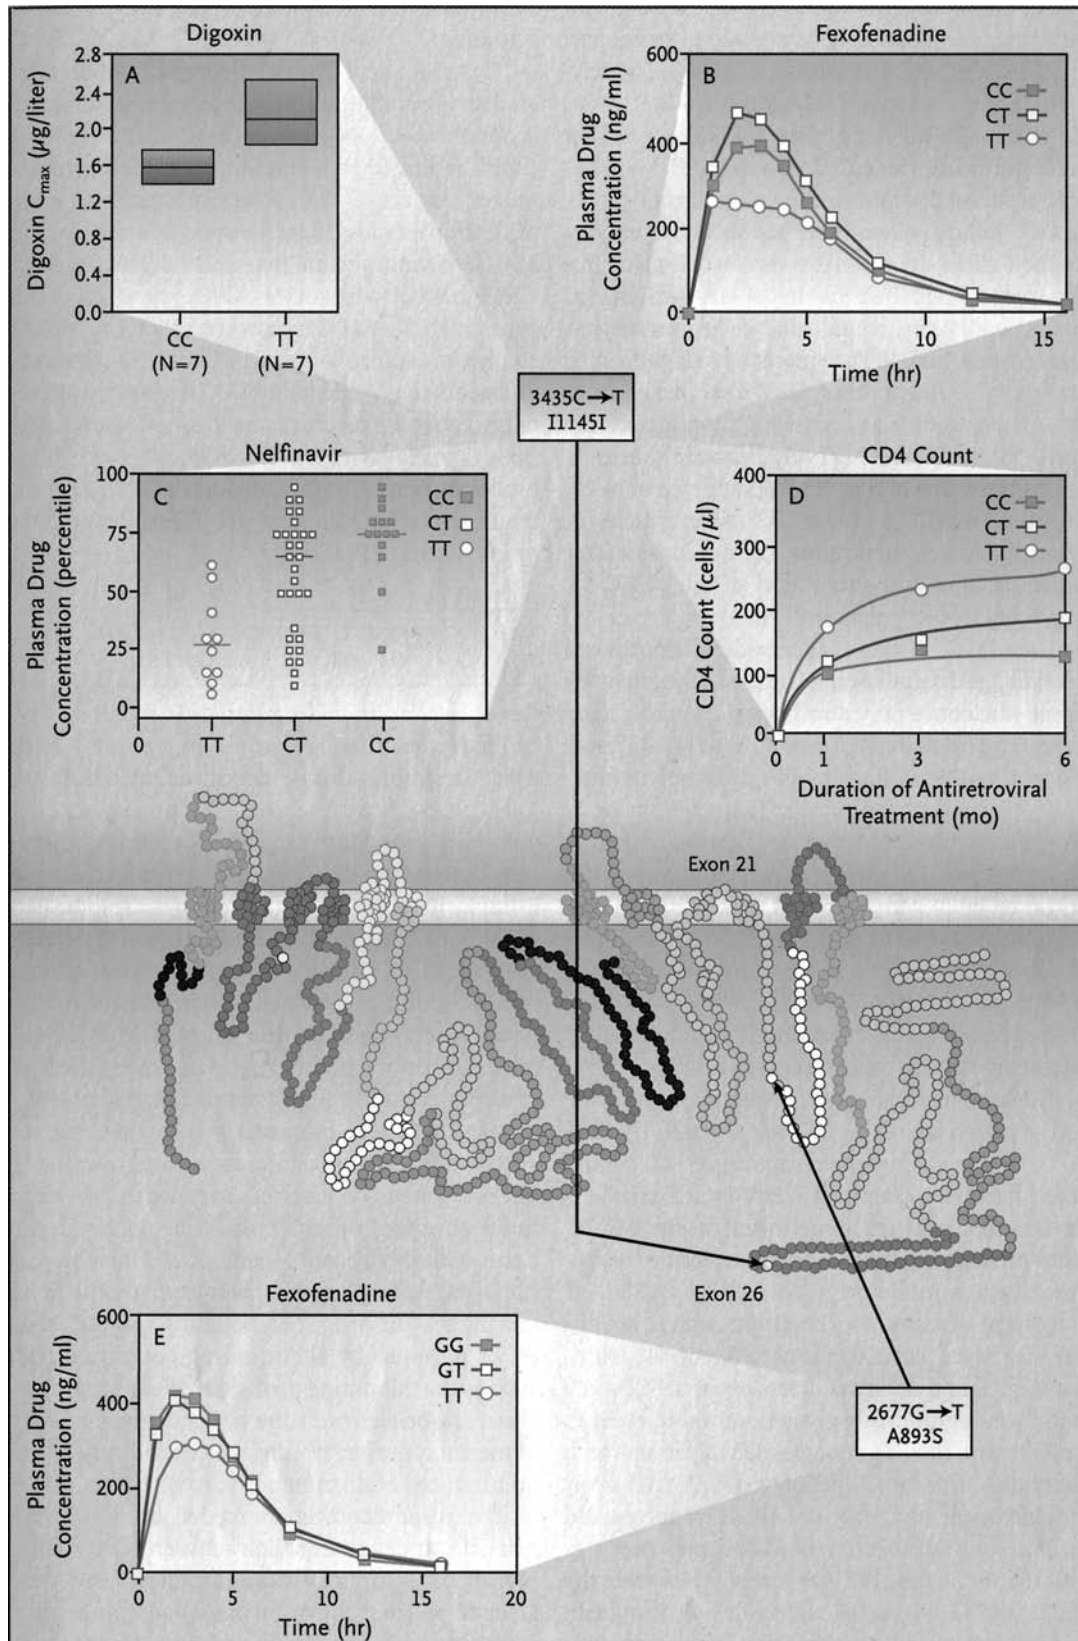 Digoxin
A
Digoxin Cmax (µg/liter)
2.8
2.4
2.0
1.6
1.2
0.8
0.4
0.0
CC
(N=7)
TT
(N=7)
Fexofenadine
B
Plasma Drug
Concentration (ng/ml)
600
400
200
0
CC
CT
TT
0
5
10
15
Time (hr)
3435C→T
I1145I
Nelfinavir
C
Plasma Drug
Concentration (percentile)
100
75
50
25
0
CC
CT
TT
0
TT
CT
CC
CD4 Count
D
CD4 Count (cells/µl)
400
300
200
100
0
CC
CT
TT
0
1
3
6
Duration of Antiretroviral
Treatment (mo)
Exon 21
Exon 26
2677G→T
A893S
Fexofenadine
E
Plasma Drug
Concentration (ng/ml)
600
400
200
0
GG
GT
TT
0
5
10
15
20
Time (hr)